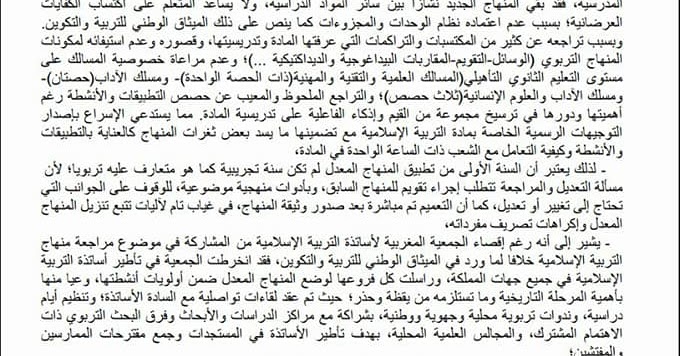 المدرسية، فقد بقي المنهاج الجديد نشازا بين سائر المواد الدراسية، ولا يساعد المتعلم على اكتساب الكفايات
العرضانية؛ بسبب عدم اعتماده نظام الوحدات والمجزوءات كما ينص على ذلك الميثاق الوطني للتربية والتكوين.
وبسبب تراجعه عن كثير من المكتسبات والتراكمات التي عرفتها المادة وتدريسيتها، وقصوره وعدم استيفائه لمكونات
المنهاج التربوي (الوسائل-التقويم-المقاربات البيداغوجية والديداكتيكية ...)؛ وعدم مراعاة خصوصية المسالك على
مستوى التعليم الثانوي التأهيلي(المسالك العلمية والتقنية والمهنية(ذات الحصة الواحدة)- ومسلك الآداب(حصتان)-
ومسلك الآداب والعلوم الإنسانية(ثلاث حصص)؛ والتراجع الملحوظ والمعيب عن حصص التطبيقات والأنشطة رغم
أهميتها ودورها في ترسيخ مجموعة من القيم وإذكاء الفاعلية على تدريسية المادة. مما يستدعي الإسراع بإصدار
التوجيهات الرسمية الخاصة بمادة التربية الإسلامية مع تضمينها ما يسد بعض ثغرات المنهاج كالعناية بالتطبيقات
والأنشطة وكيفية التعامل مع الشعب ذات الساعة الواحدة في المادة،
- لذلك يعتبر أن السنة الأولى من تطبيق المنهاج المعدل لم تكن سنة تجريبية كما هو متعارف عليه تربويا؛ لأن
مسألة التعديل والمراجعة تتطلب إجراء تقويم للمنهاج السابق، وبأدوات منهجية موضوعية، للوقوف على الجوانب التي
تحتاج إلى تغيير أو تعديل، كما أن التعميم تم مباشرة بعد صدور وثيقة المنهاج، في غياب تام لآليات تتبع تنزيل المنهاج
المعدل وإكراهات تصريف مفرداته،
- يشير إلى أنه رغم إقصاء الجمعية المغربية لأساتذة التربية الإسلامية من المشاركة في موضوع مراجعة منهاج
التربية الإسلامية خلافا لما ورد في الميثاق الوطني للتربية والتكوين، فقد انخرطت الجمعية في تأطير أساتذة التربية
الإسلامية في جميع جهات المملكة، وراسلت كل فروعها لوضع المنهاج المعدل ضمن أولويات أنشطتها، وعيا منها
بأهمية المرحلة التاريخية وما تستلزمه من يقظة وحذر؛ حيث تم عقد لقاءات تواصلية مع السادة الأساتذة؛ وتنظيم أيام
دراسية، وندوات تربوية محلية وجهوية ووطنية، بشراكة مع مراكز الدراسات والأبحاث وفرق البحث التربوي ذات
الاهتمام المشترك، والمجالس العلمية المحلية، بهدف تأطير الأساتذة في المستجدات وجمع مقترحات الممارسين
والمفتشين؛